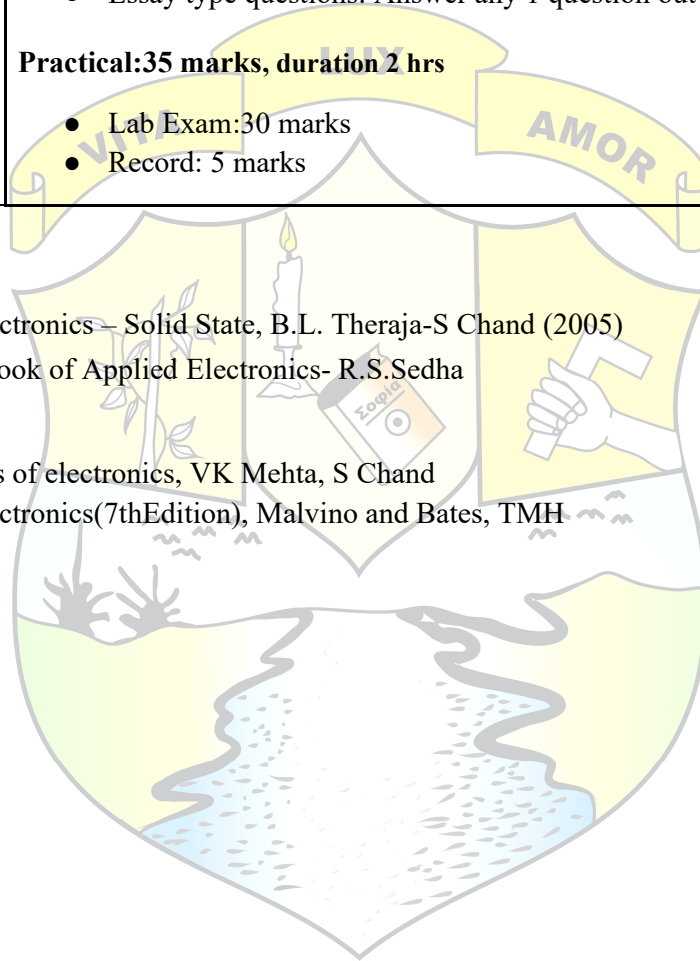 Essay type questions: Answer any 1 question out
Practical:35 marks, duration 2 hrs
● Lab Exam:30 marks
● Record: 5 marks
VITA LUX AMOR
ctronics – Solid State, B.L. Theraja-S Chand (2005)
ook of Applied Electronics- R.S.Sedha
Σοφία
s of electronics, VK Mehta, S Chand
ctronics(7thEdition), Malvino and Bates, TMH